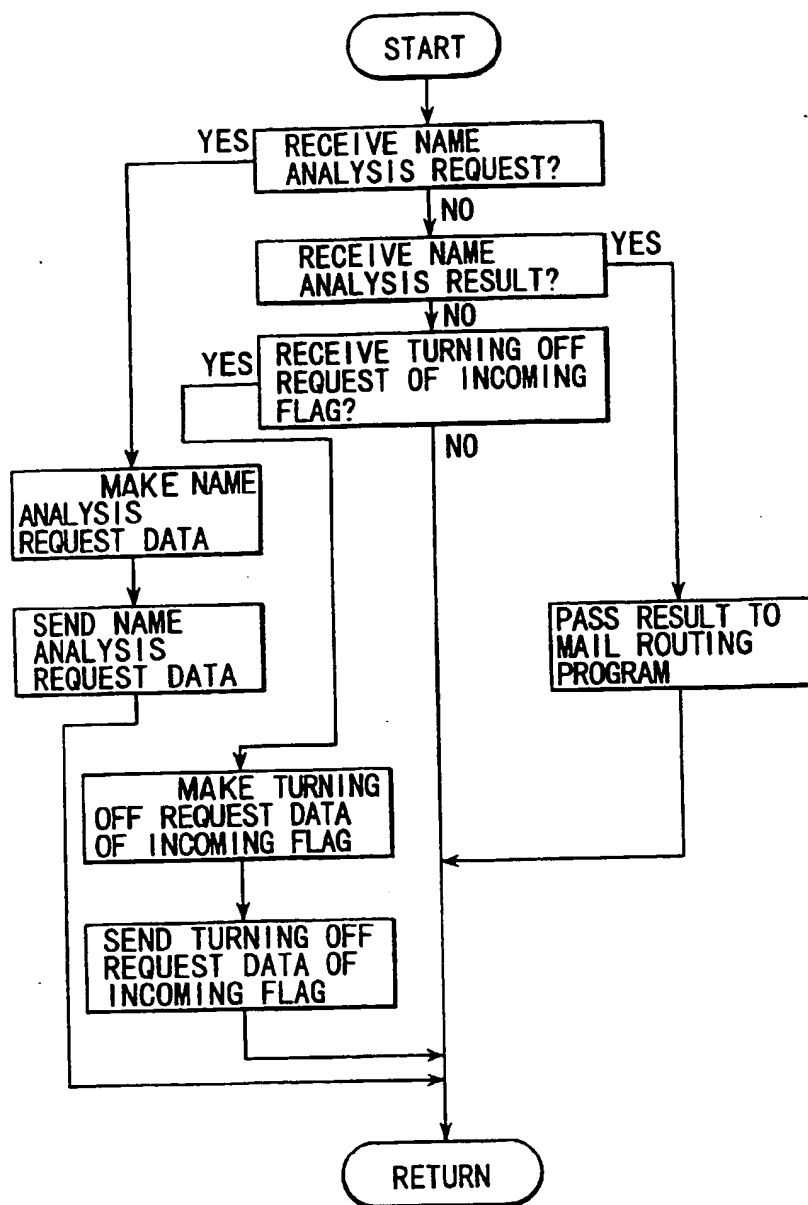 START
YES
RECEIVE NAME
ANALYSIS REQUEST?
NO
RECEIVE NAME
ANALYSIS RESULT?
YES
NO
YES
RECEIVE TURNING OFF
REQUEST OF INCOMING
FLAG?
NO
MAKE NAME
ANALYSIS
REQUEST DATA
SEND NAME
ANALYSIS
REQUEST DATA
PASS RESULT TO
MAIL ROUTING
PROGRAM
MAKE TURNING
OFF REQUEST DATA
OF INCOMING FLAG
SEND TURNING OFF
REQUEST DATA OF
INCOMING FLAG
RETURN